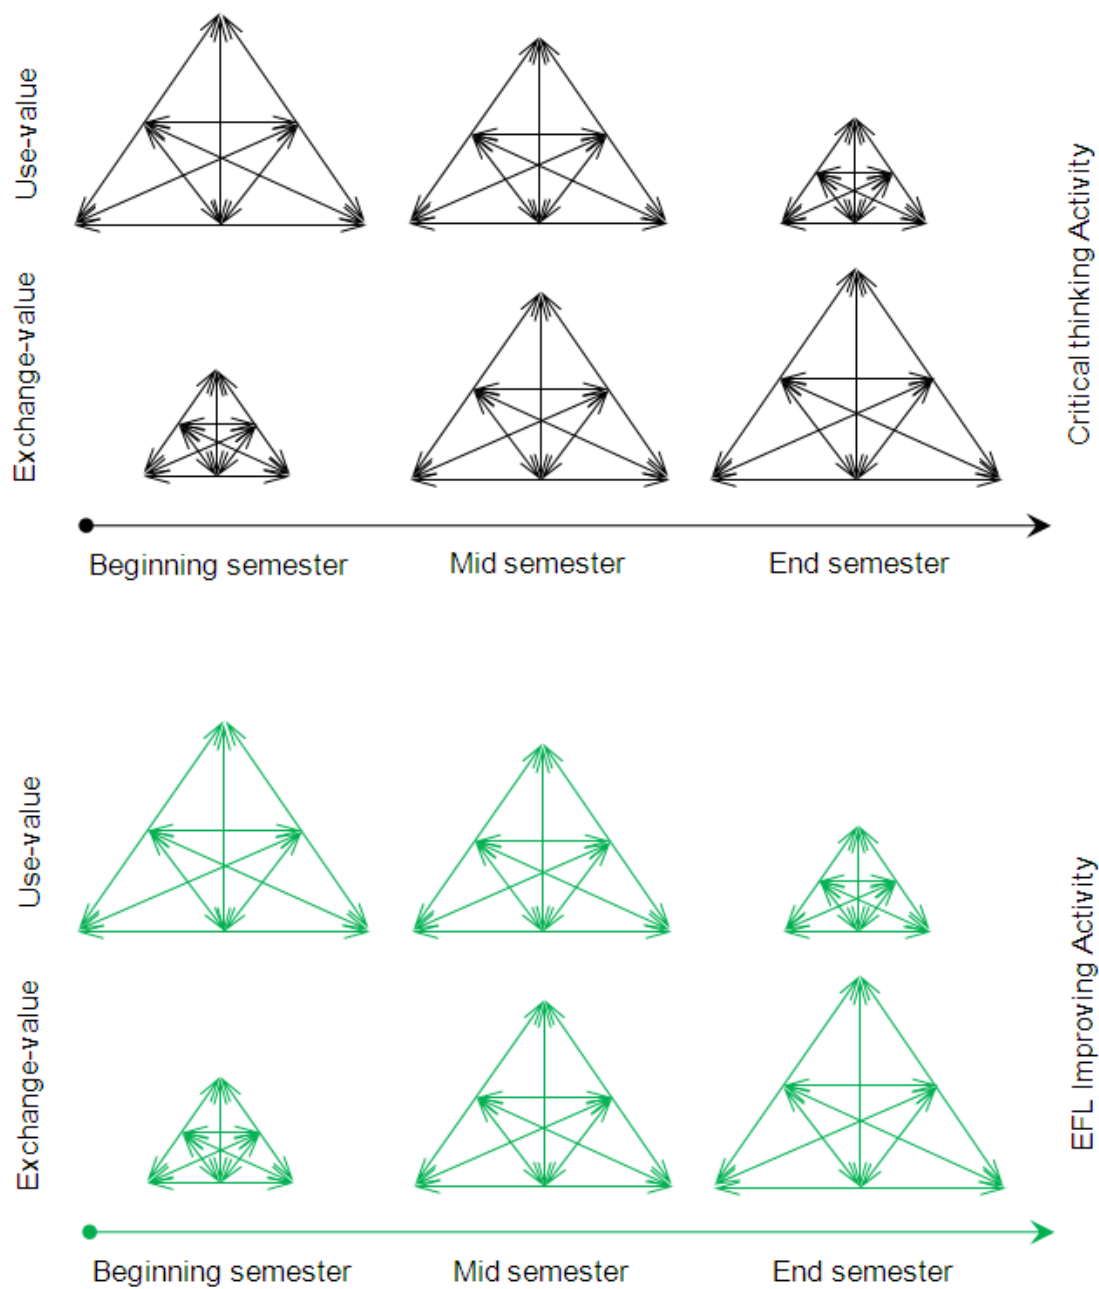 Use-value
Exchange-value
Critical thinking Activity
Beginning semester
Mid semester
End semester
Use-value
Exchange-value
EFL Improving Activity
Beginning semester
Mid semester
End semester